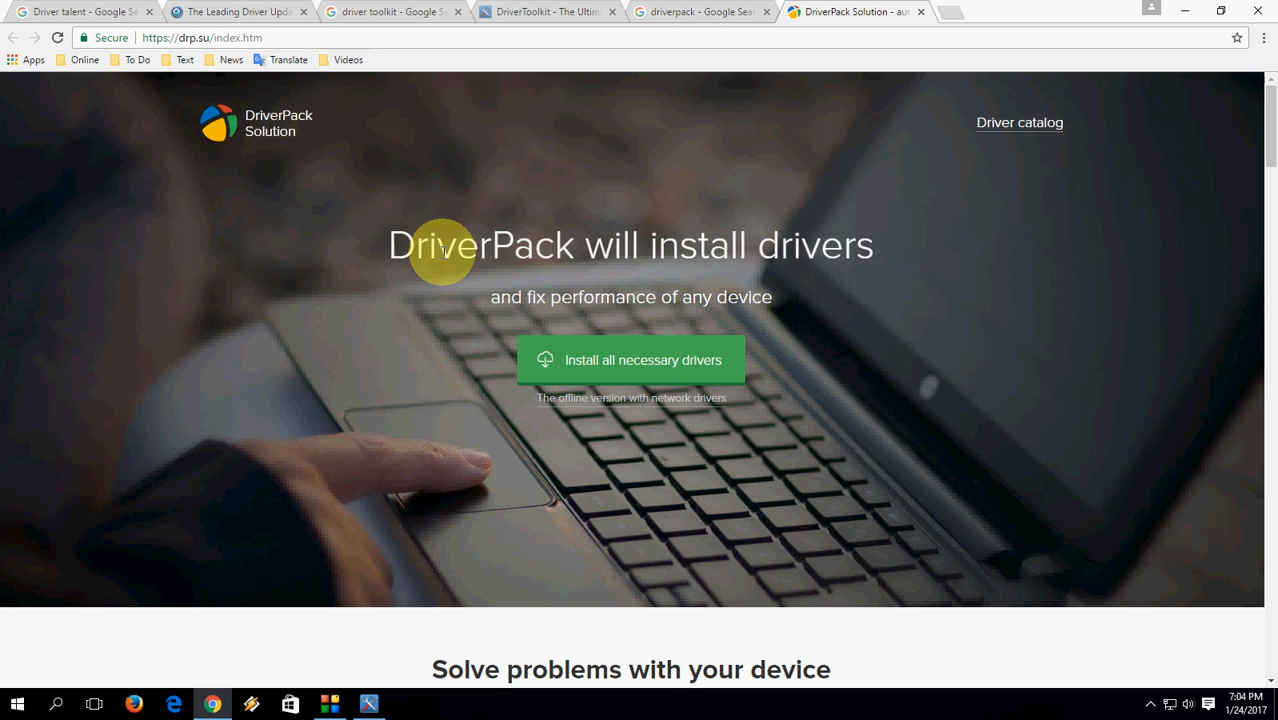 Driver talent - Google Se
The Leading Driver Upda
driver toolkit - Google Se
DriverToolkit - The Ultim
driverpack - Google Sear
DriverPack Solution - aut
Secure
https://drp.su/index.htm
Apps
Online
To Do
Text
News
Translate
Videos
DriverPack
Solution
Driver catalog
DriverPack will install drivers
and fix performance of any device
Install all necessary drivers
The offline version with network drivers
Solve problems with your device
7:04 PM
1/24/2017